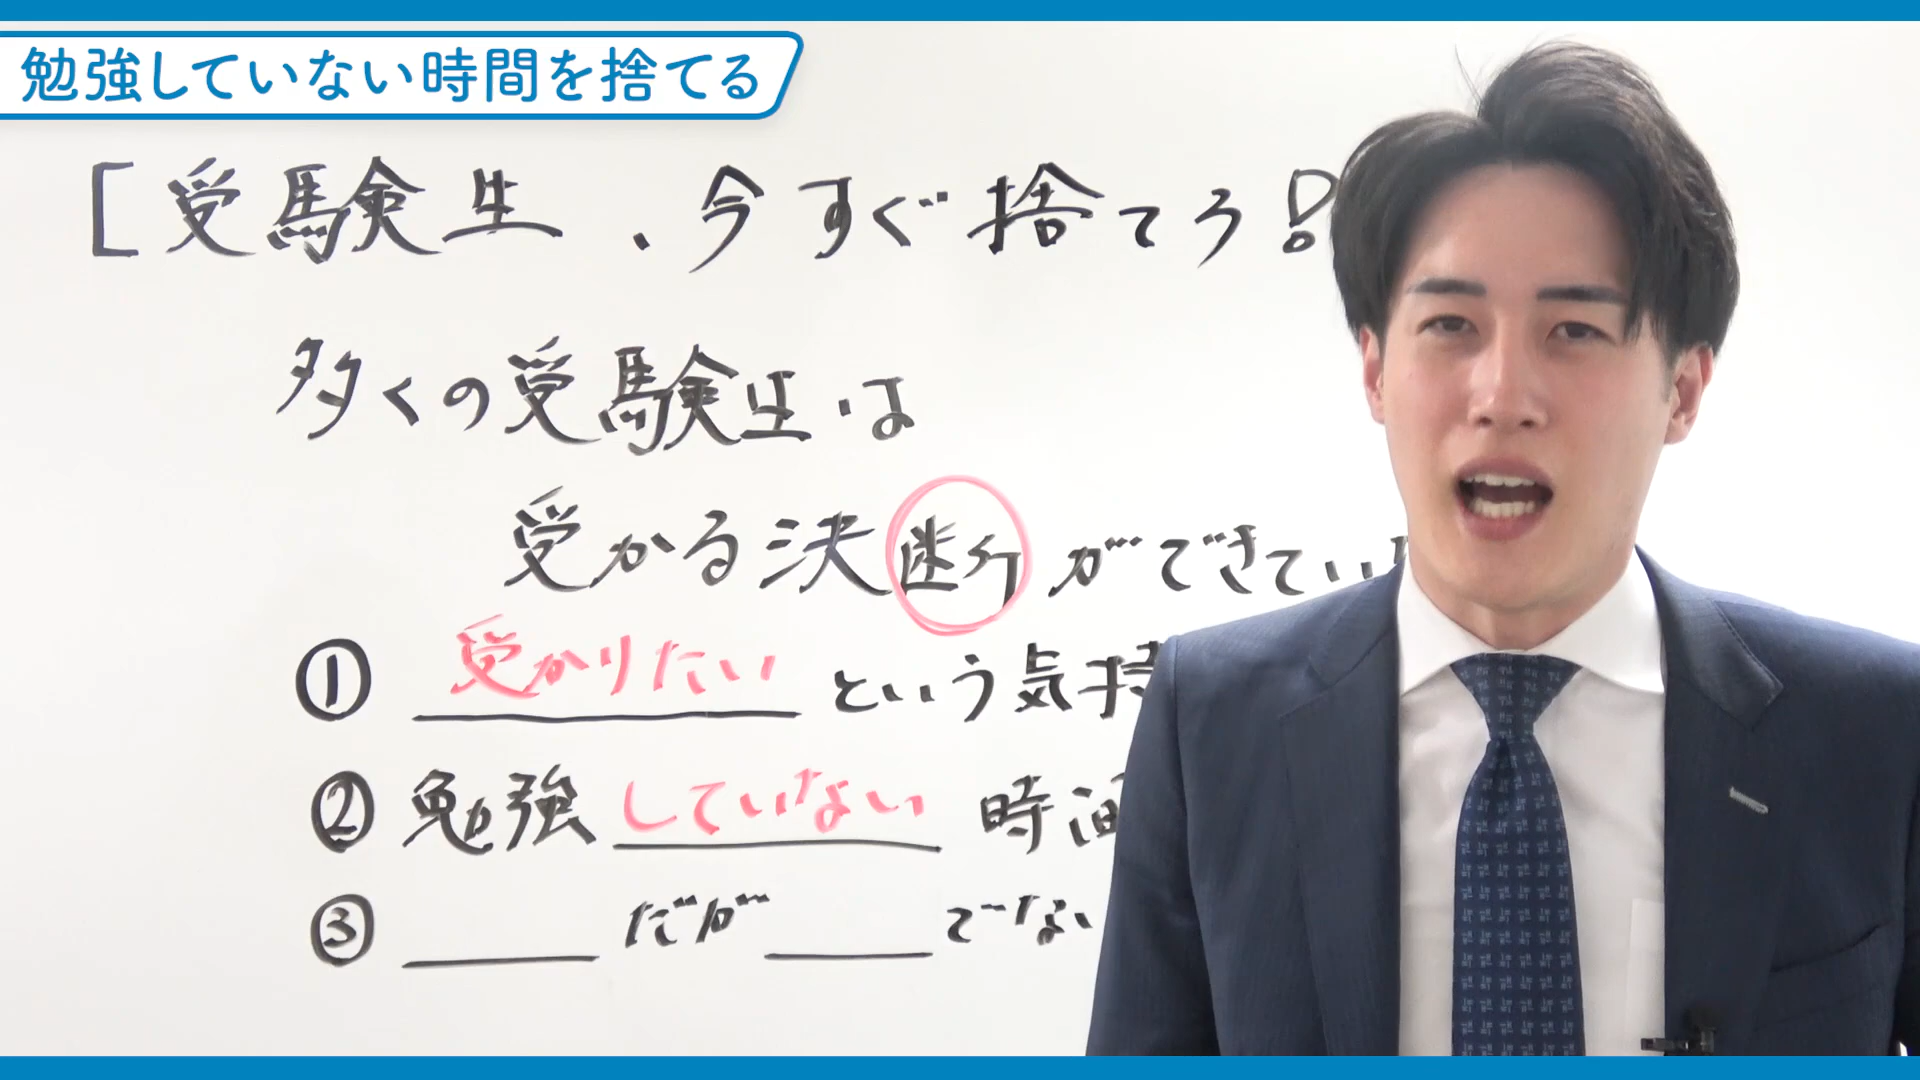 勉強していない時間を捨てる
[受験生、今すぐ捨てろ!
多くの受験生は
受かる決断ができてい
① 受かりたい という気持
② 勉強 していない 時間
③ だが でない